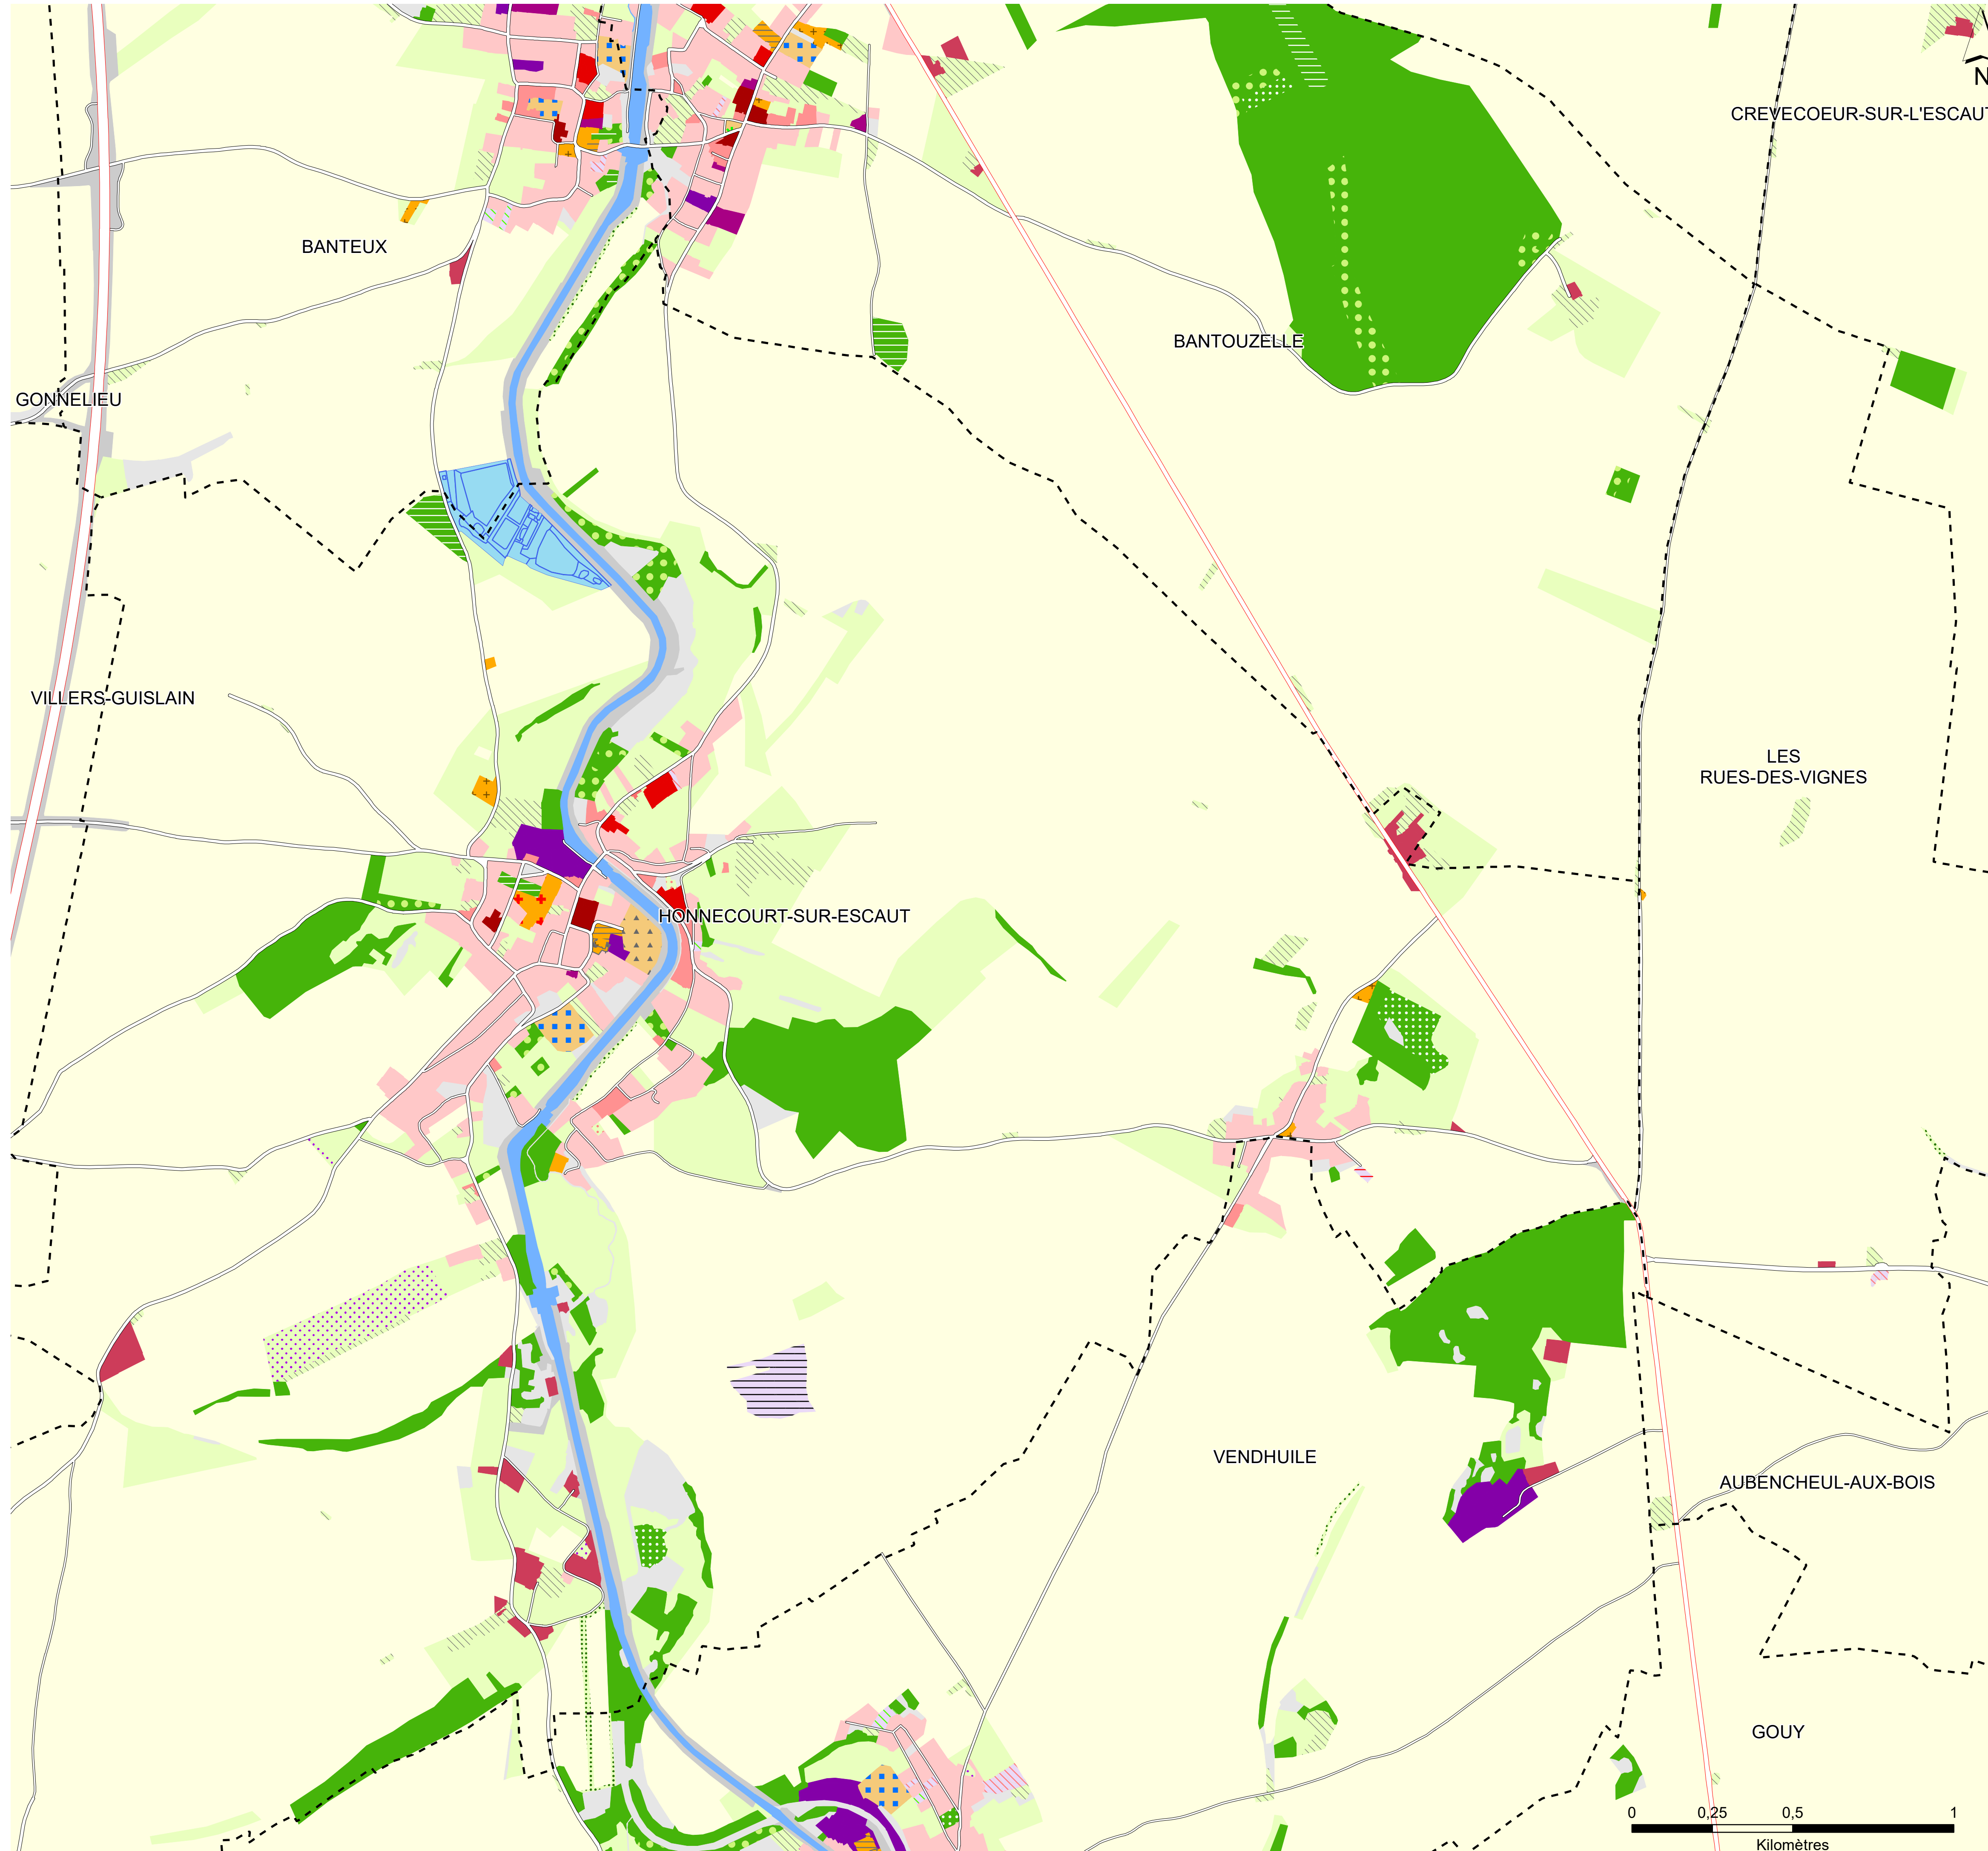 N
CREVECOEUR-SUR-L'ESCAUT
BANTEUX
BANTOUZELLE
GONNELIEU
VILLERS-GUISLAIN
LES
RUES-DES-VIGNES
HONNECOURT-SUR-ESCAUT
VENDHUILE
AUBENCHEUL-AUX-BOIS
GOUY
0 0,25 0,5 1
Kilomètres